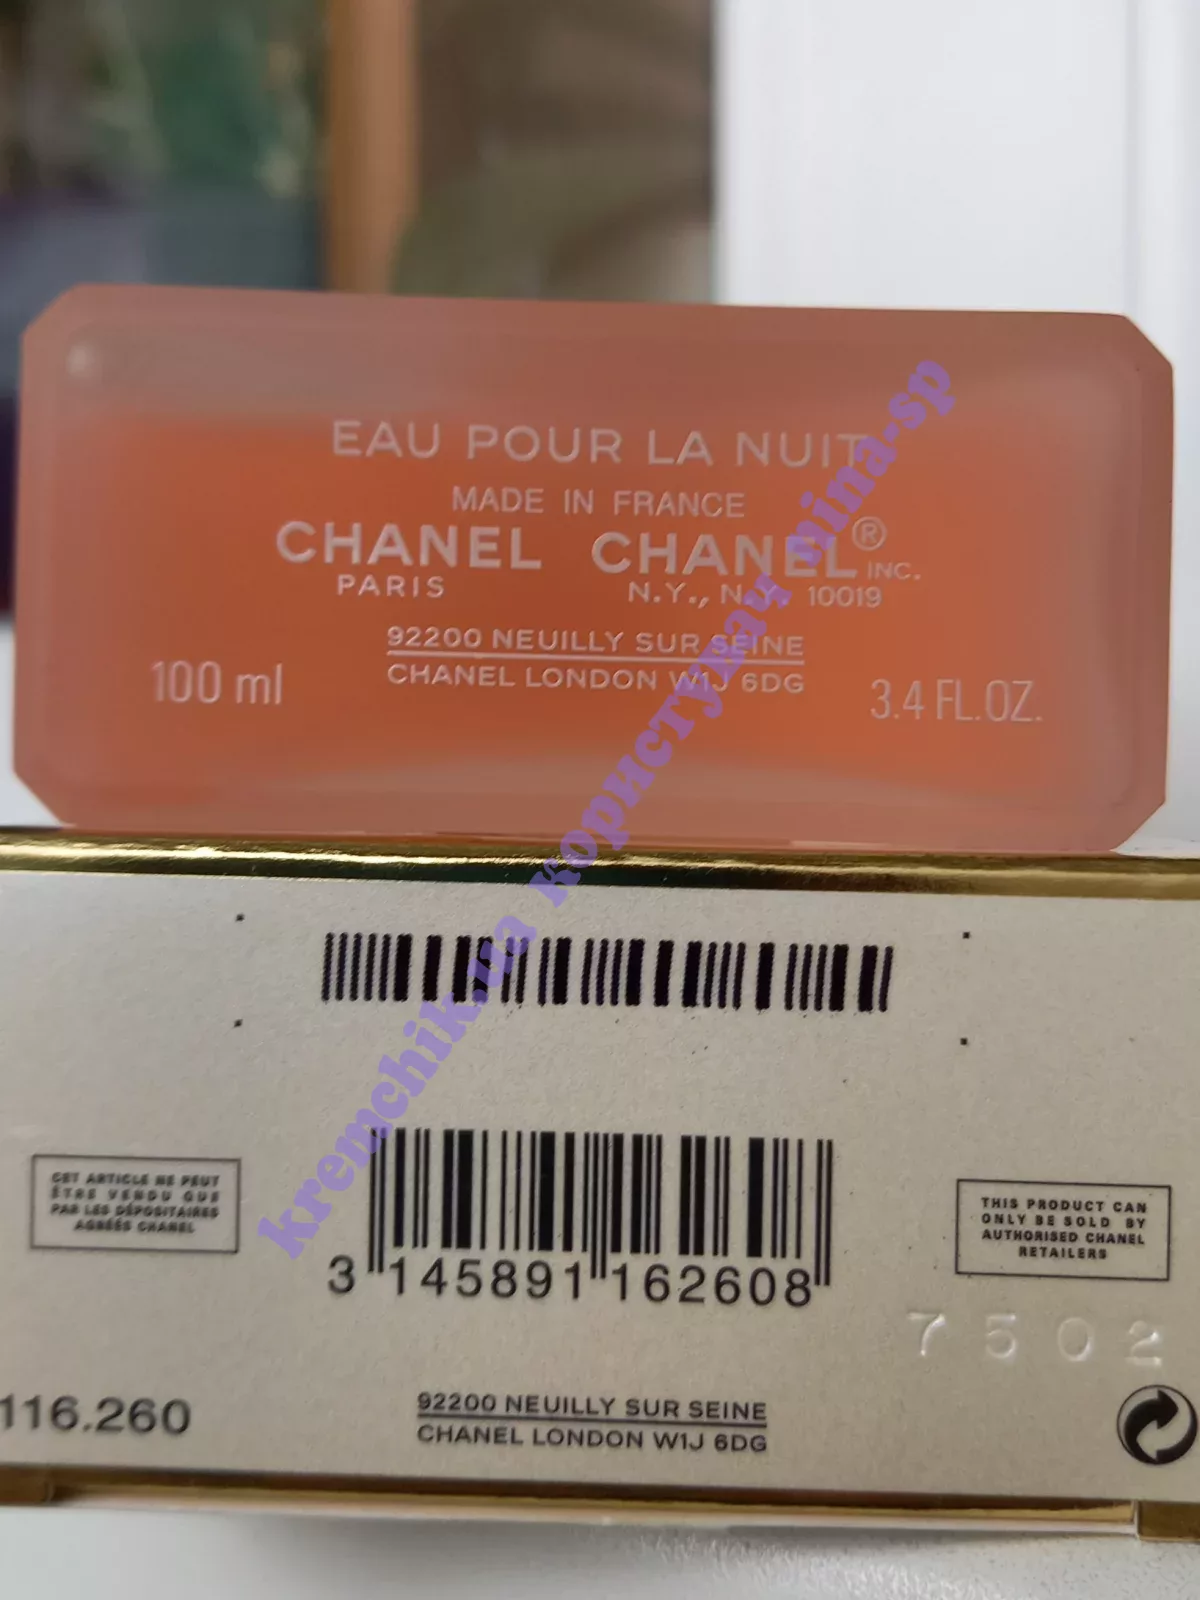 EAU POUR LA NUIT
MADE IN FRANCE
CHANEL CHANEL® INC.
PARIS N.Y., N.Y. 10019
92200 NEUILLY SUR SEINE
CHANEL LONDON W1J 6DG
100 ml
3.4 FL.OZ.
kremchik.ua користувач nina-sp
CET ARTICLE NE PEUT
ÊTRE VENDU QUE
PAR LES DÉPOSITAIRES
AGRÉÉS CHANEL
3 145891 162608
THIS PRODUCT CAN
ONLY BE SOLD BY
AUTHORISED CHANEL
RETAILERS
7502
116.260
92200 NEUILLY SUR SEINE
CHANEL LONDON W1J 6DG